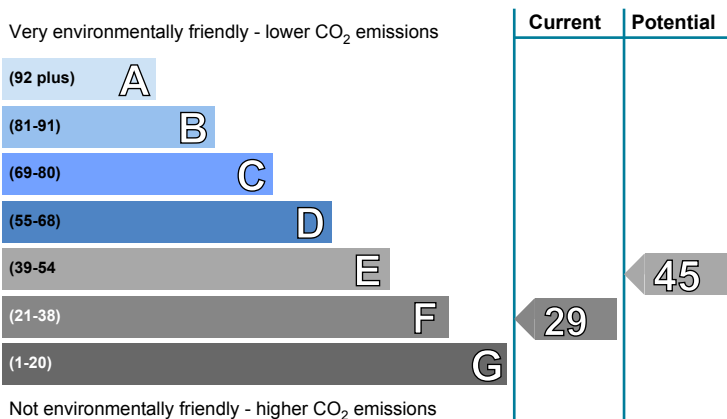 Current Potential
Very environmentally friendly - lower CO2 emissions
(92 plus) A
(81-91) B
(69-80) C
(55-68) D
(39-54 E
45
(21-38) F
29
(1-20) G
Not environmentally friendly - higher CO2 emissions